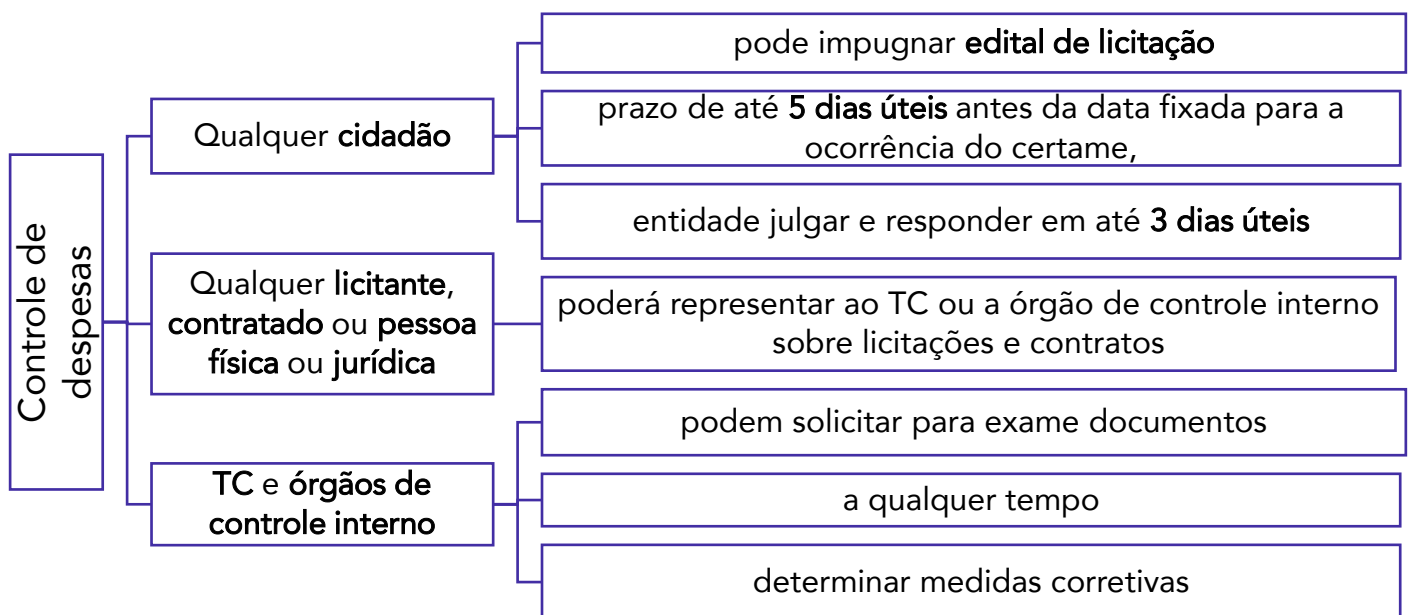 Controle de
despesas
Qualquer cidadão
pode impugnar edital de licitação
prazo de até 5 dias úteis antes da data fixada para a
ocorrência do certame,
entidade julgar e responder em até 3 dias úteis
Qualquer licitante,
contratado ou pessoa
física ou jurídica
poderá representar ao TC ou a órgão de controle interno
sobre licitações e contratos
TC e órgãos de
controle interno
podem solicitar para exame documentos
a qualquer tempo
determinar medidas corretivas